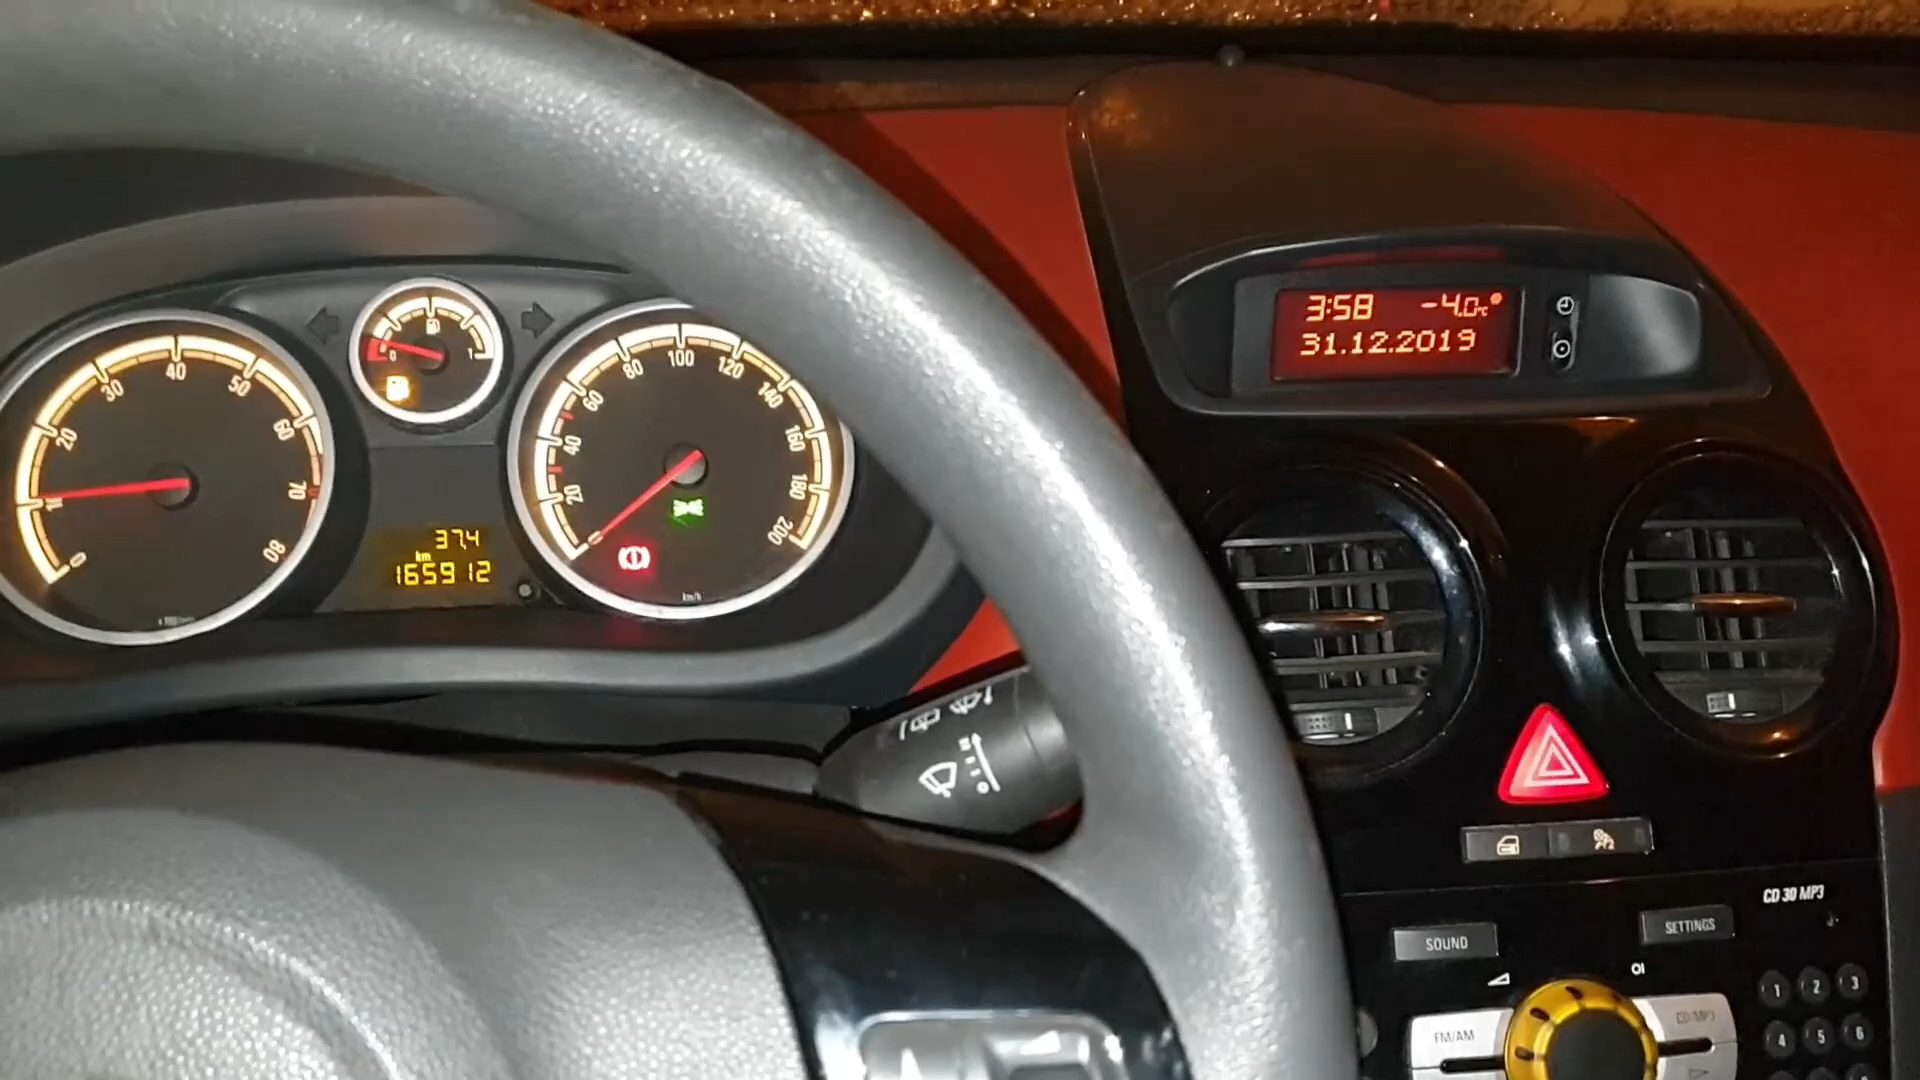 10 20 30 40 50 60 70 80
0 1
20 40 60 80 100 120 140 160 180 200
km/h
37,4
km
165912
3:58 -4.0°C
31.12.2019
CD 30 MP3
SOUND
SETTINGS
FM/AM
CD/MP3
1 2 3
4 5 6